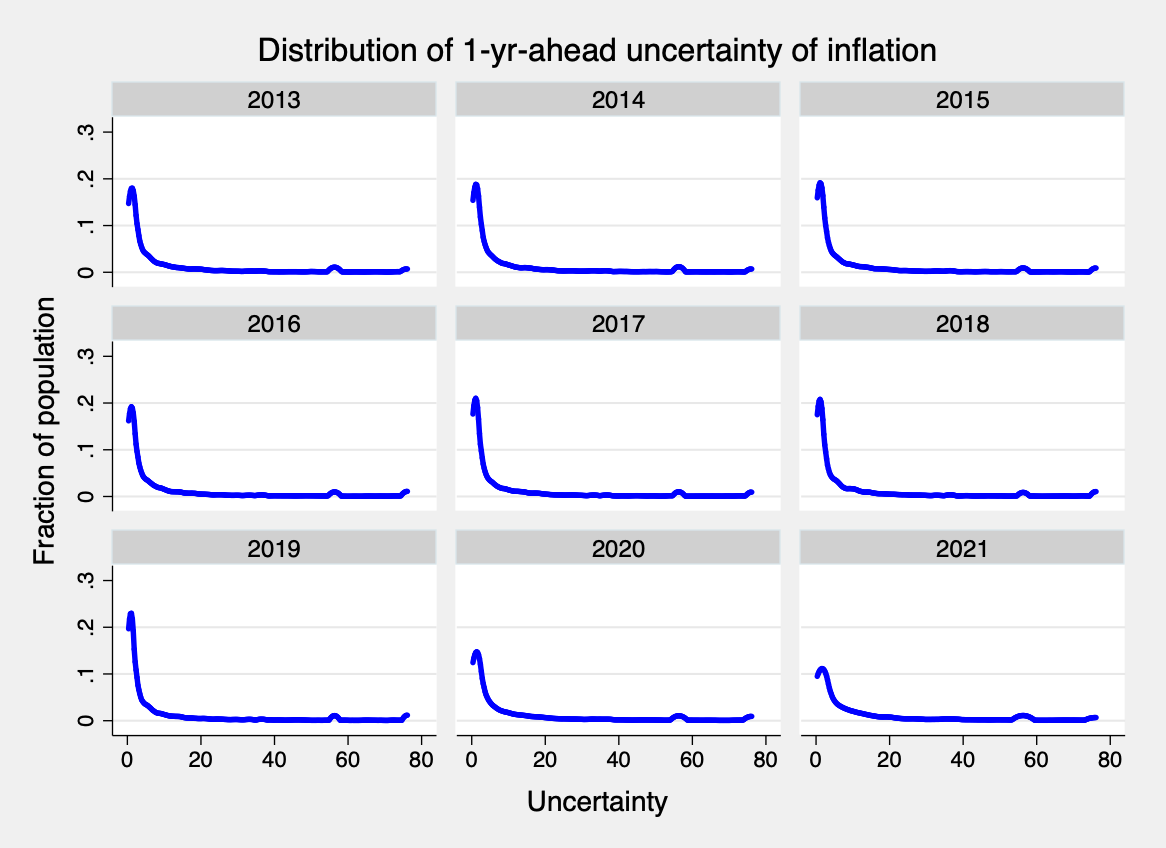 Distribution of 1-yr-ahead uncertainty of inflation
2013 2014 2015
.3
.2
.1
0
2016 2017 2018
.3
.2
.1
0
Fraction of population
2019 2020 2021
.3
.2
.1
0
0 20 40 60 80 0 20 40 60 80 0 20 40 60 80
Uncertainty